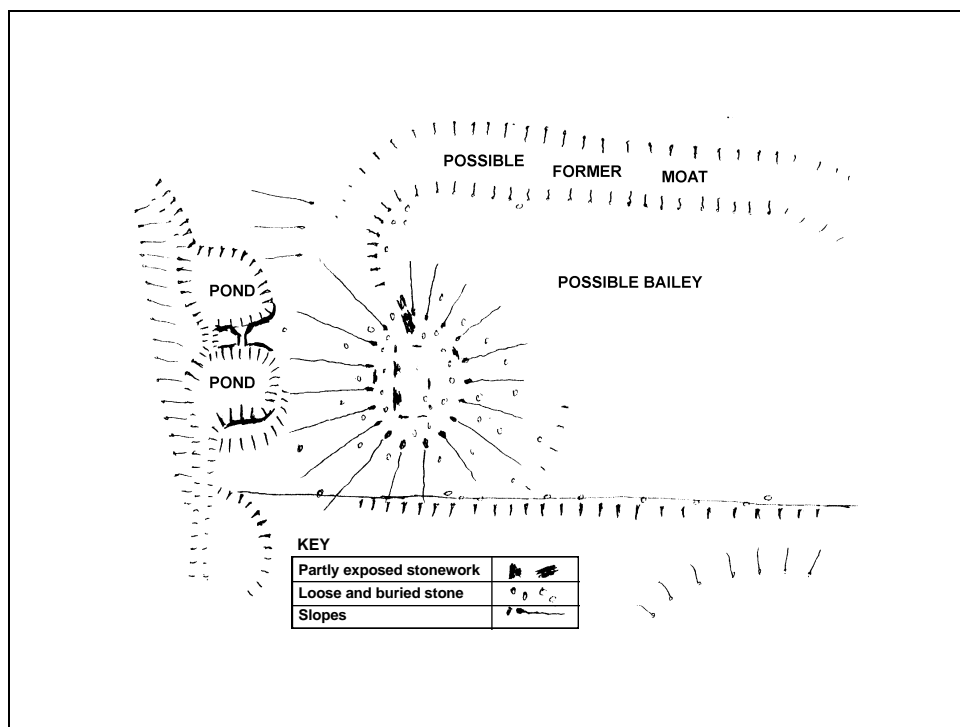 POSSIBLE FORMER MOAT
POSSIBLE BAILEY
POND
POND
KEY
Partly exposed stonework
Loose and buried stone
Slopes